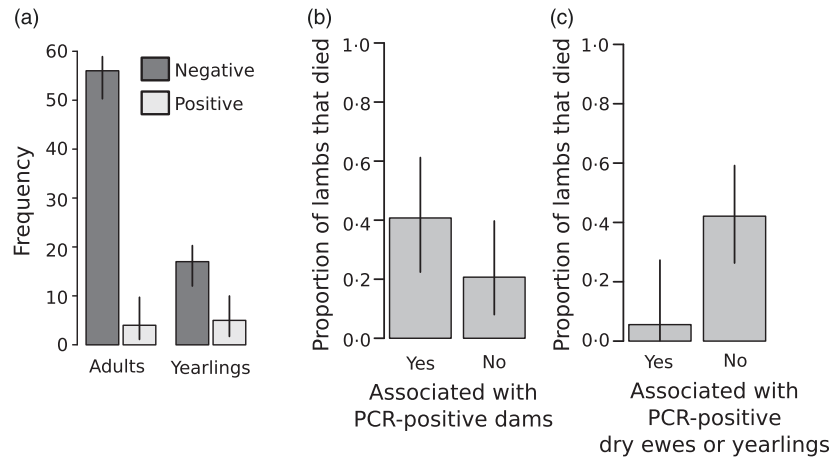 (a)
60
50
40
30
20
10
0
Frequency
Negative
Positive
Adults
Yearlings
(b)
1·0
0·8
0·6
0·4
0·2
0·0
Proportion of lambs that died
Yes
No
Associated with
PCR-positive dams
(c)
1·0
0·8
0·6
0·4
0·2
0·0
Proportion of lambs that died
Yes
No
Associated with
PCR-positive
dry ewes or yearlings